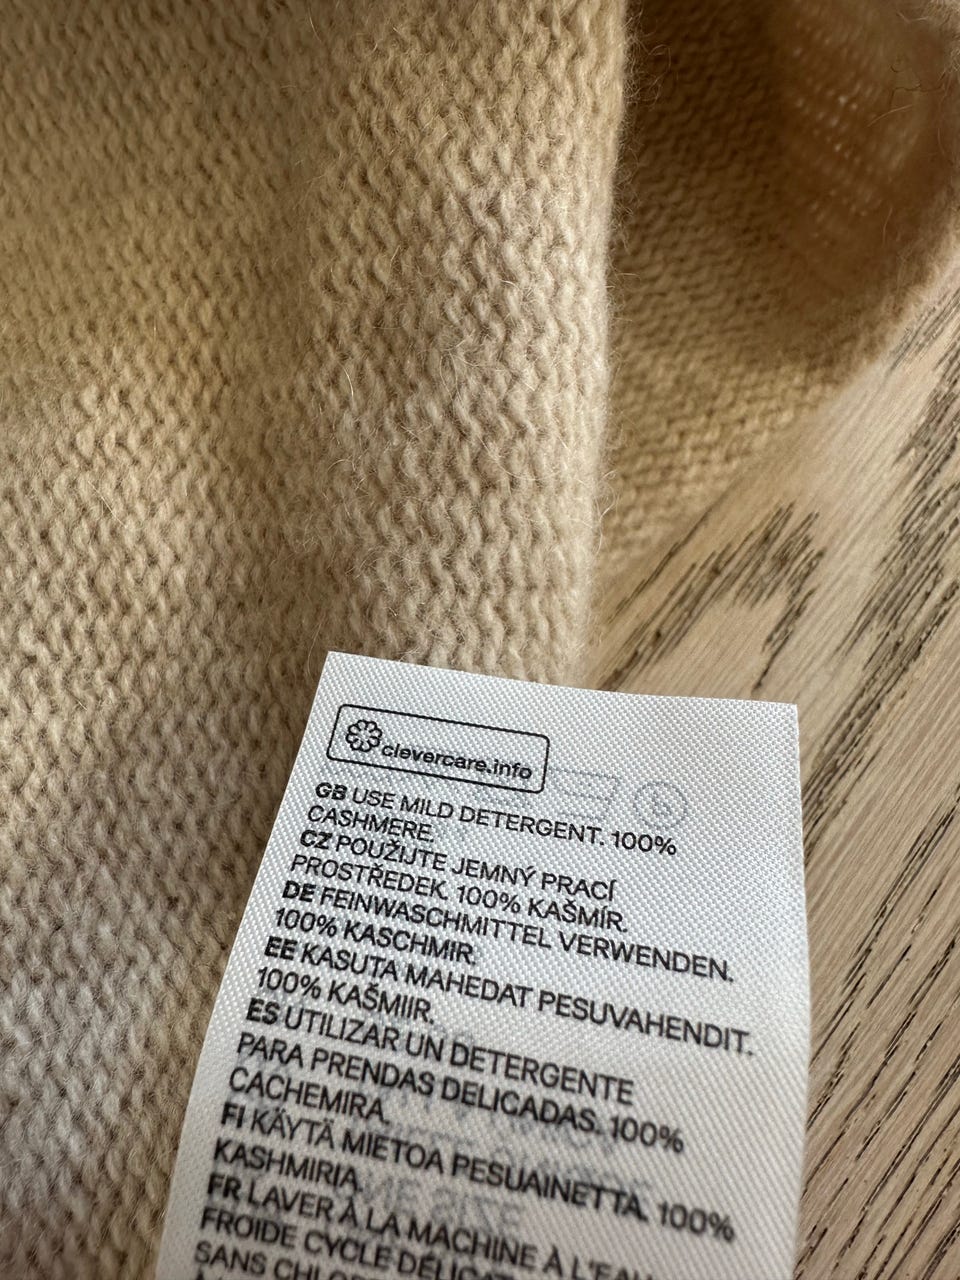 clevercare.info
GB USE MILD DETERGENT. 100%
CASHMERE.
CZ POUŽIJTE JEMNÝ PRACÍ
PROSTŘEDEK. 100% KAŠMÍR.
DE FEINWASCHMITTEL VERWENDEN.
100% KASCHMIR.
EE KASUTA MAHEDAT PESUVAHENDIT.
100% KAŠMIIR.
ES UTILIZAR UN DETERGENTE
PARA PRENDAS DELICADAS. 100%
CACHEMIRA.
FI KÄYTÄ MIETOA PESUAINETTA. 100%
KASHMIRIA.
FR LAVER À LA MACHINE À L'EAU
FROIDE CYCLE DÉLICAT
SANS